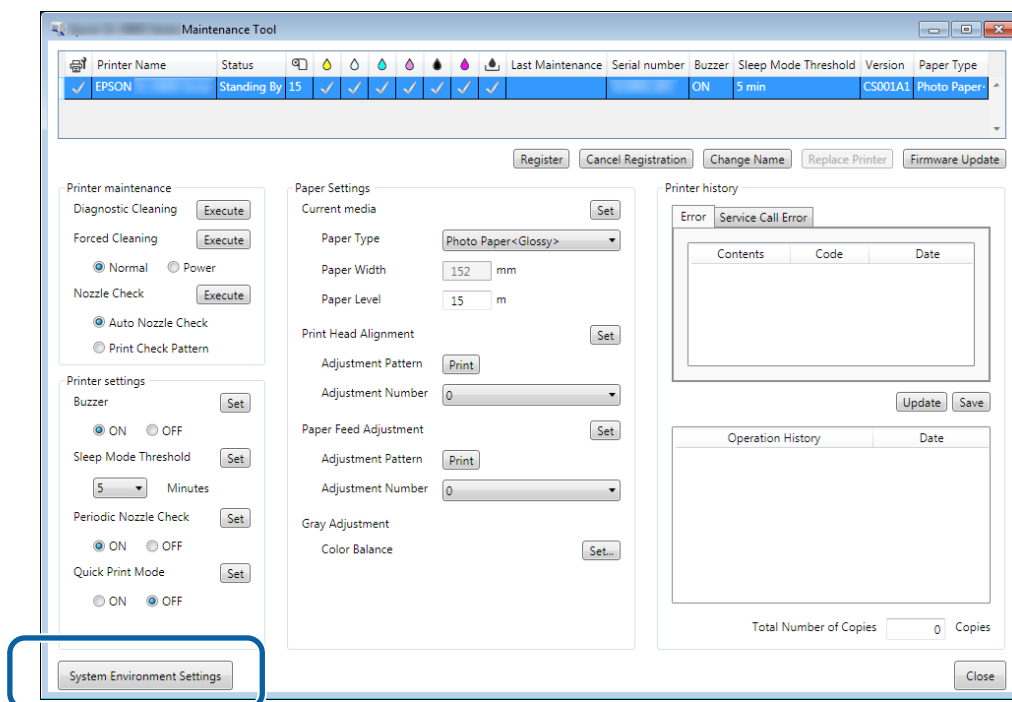 Maintenance Tool
Printer Name Status Last Maintenance Serial number Buzzer Sleep Mode Threshold Version Paper Type
EPSON Standing By 15 ON 5 min CS001A1 Photo Paper
Register Cancel Registration Change Name Replace Printer Firmware Update
Printer maintenance
Diagnostic Cleaning Execute
Forced Cleaning Execute
Normal Power
Nozzle Check Execute
Auto Nozzle Check
Print Check Pattern
Printer settings
Buzzer Set
ON OFF
Sleep Mode Threshold Set
5 Minutes
Periodic Nozzle Check Set
ON OFF
Quick Print Mode Set
ON OFF
Paper Settings
Current media Set
Paper Type Photo Paper<Glossy>
Paper Width 152 mm
Paper Level 15 m
Print Head Alignment Set
Adjustment Pattern Print
Adjustment Number 0
Paper Feed Adjustment Set
Adjustment Pattern Print
Adjustment Number 0
Gray Adjustment
Color Balance Set...
Printer history
Error Service Call Error
Contents Code Date
Update Save
Operation History Date
Total Number of Copies 0 Copies
System Environment Settings Close